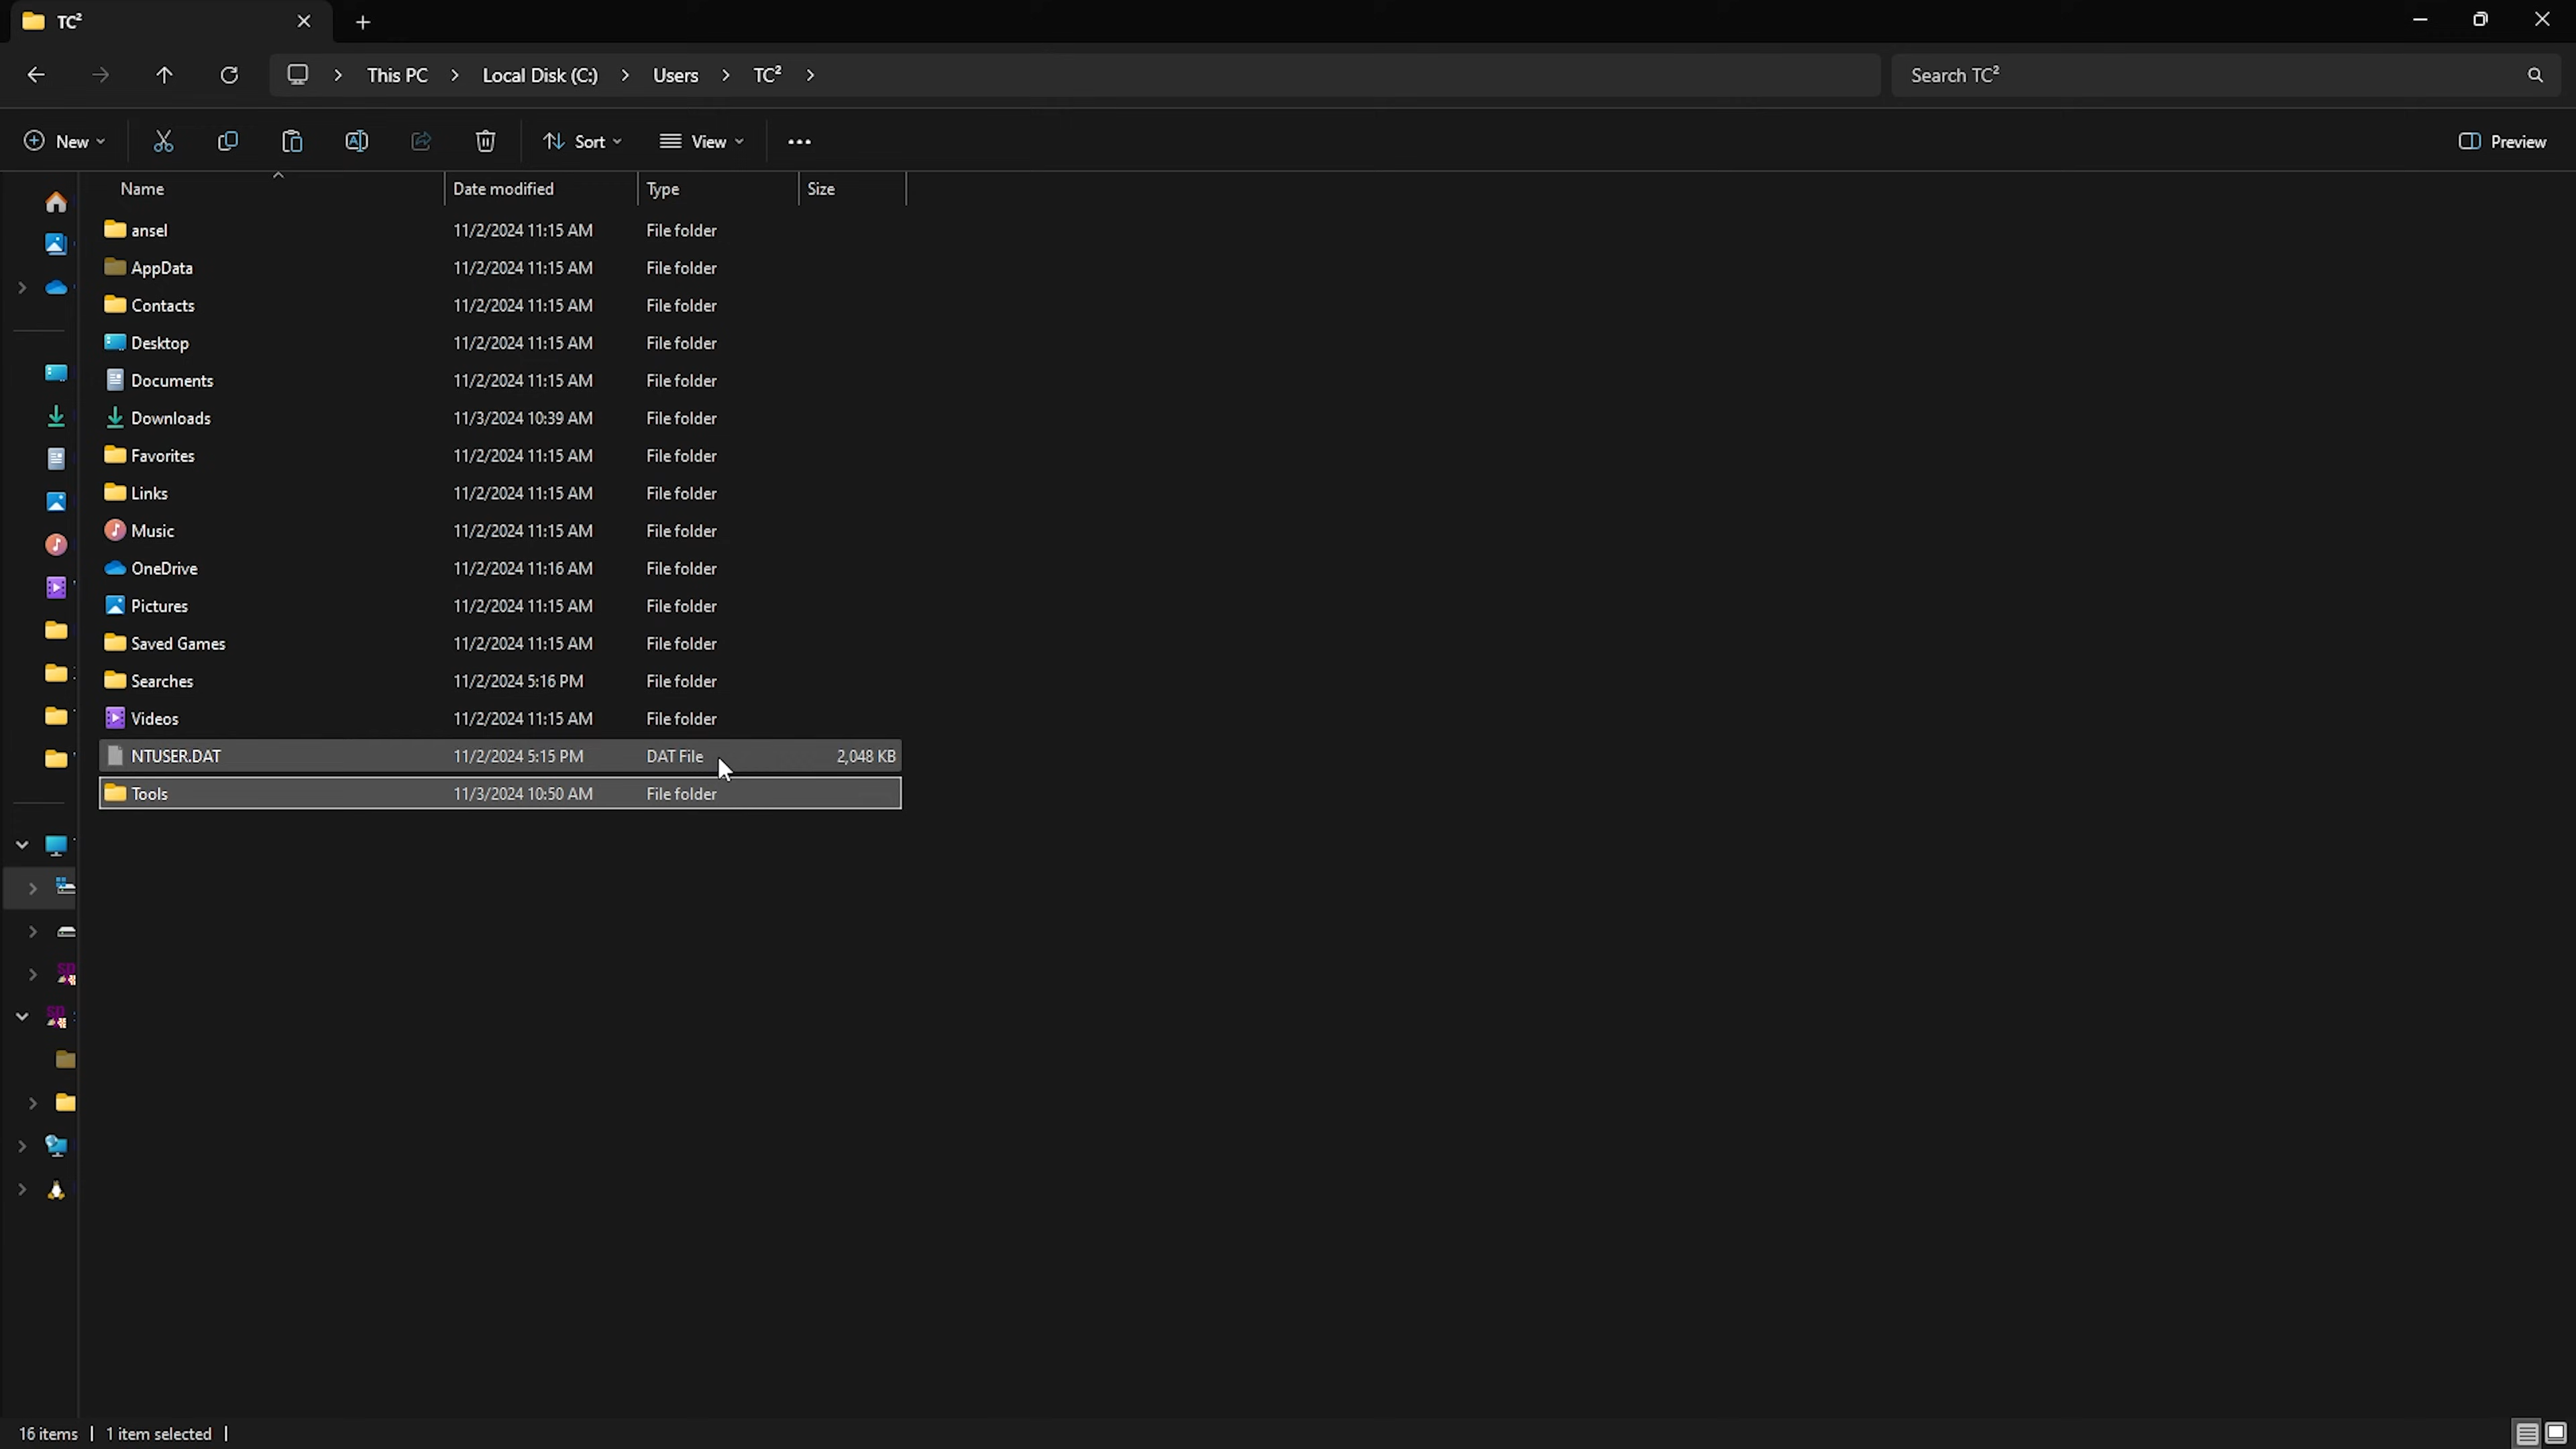 TC²
This PC > Local Disk (C:) > Users > TC² >
Search TC²
New
Sort
View
Preview
Name Date modified Type Size
ansel 11/2/2024 11:15 AM File folder
AppData 11/2/2024 11:15 AM File folder
Contacts 11/2/2024 11:15 AM File folder
Desktop 11/2/2024 11:15 AM File folder
Documents 11/2/2024 11:15 AM File folder
Downloads 11/3/2024 10:39 AM File folder
Favorites 11/2/2024 11:15 AM File folder
Links 11/2/2024 11:15 AM File folder
Music 11/2/2024 11:15 AM File folder
OneDrive 11/2/2024 11:16 AM File folder
Pictures 11/2/2024 11:15 AM File folder
Saved Games 11/2/2024 11:15 AM File folder
Searches 11/2/2024 5:16 PM File folder
Videos 11/2/2024 11:15 AM File folder
NTUSER.DAT 11/2/2024 5:15 PM DAT File 2,048 KB
Tools 11/3/2024 10:50 AM File folder
16 items | 1 item selected |